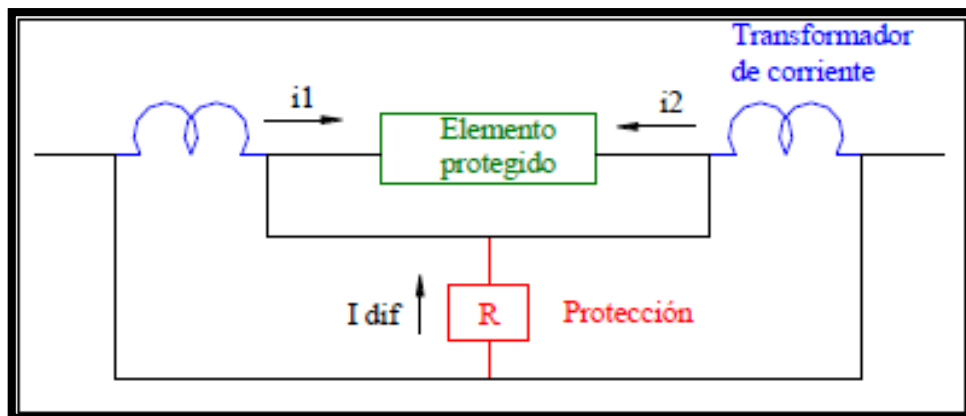 Transformador
de corriente
i1
i2
Elemento
protegido
I dif
R
Protección